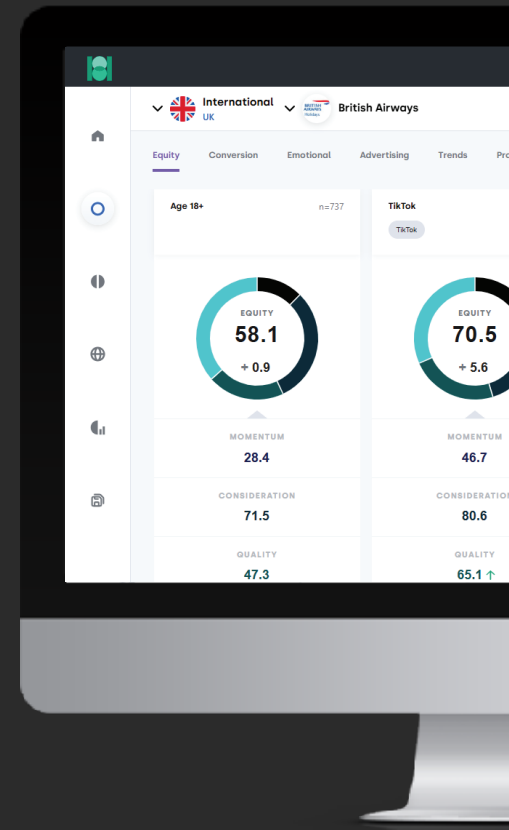 International
UK
British Airways
Equity Conversion Emotional Advertising Trends Pro
Age 18+ n=737
TikTok
TikTok
EQUITY
58.1
+ 0.9
EQUITY
70.5
+ 5.6
MOMENTUM
28.4
MOMENTUM
46.7
CONSIDERATION
71.5
CONSIDERATION
80.6
QUALITY
47.3
QUALITY
65.1 ↑